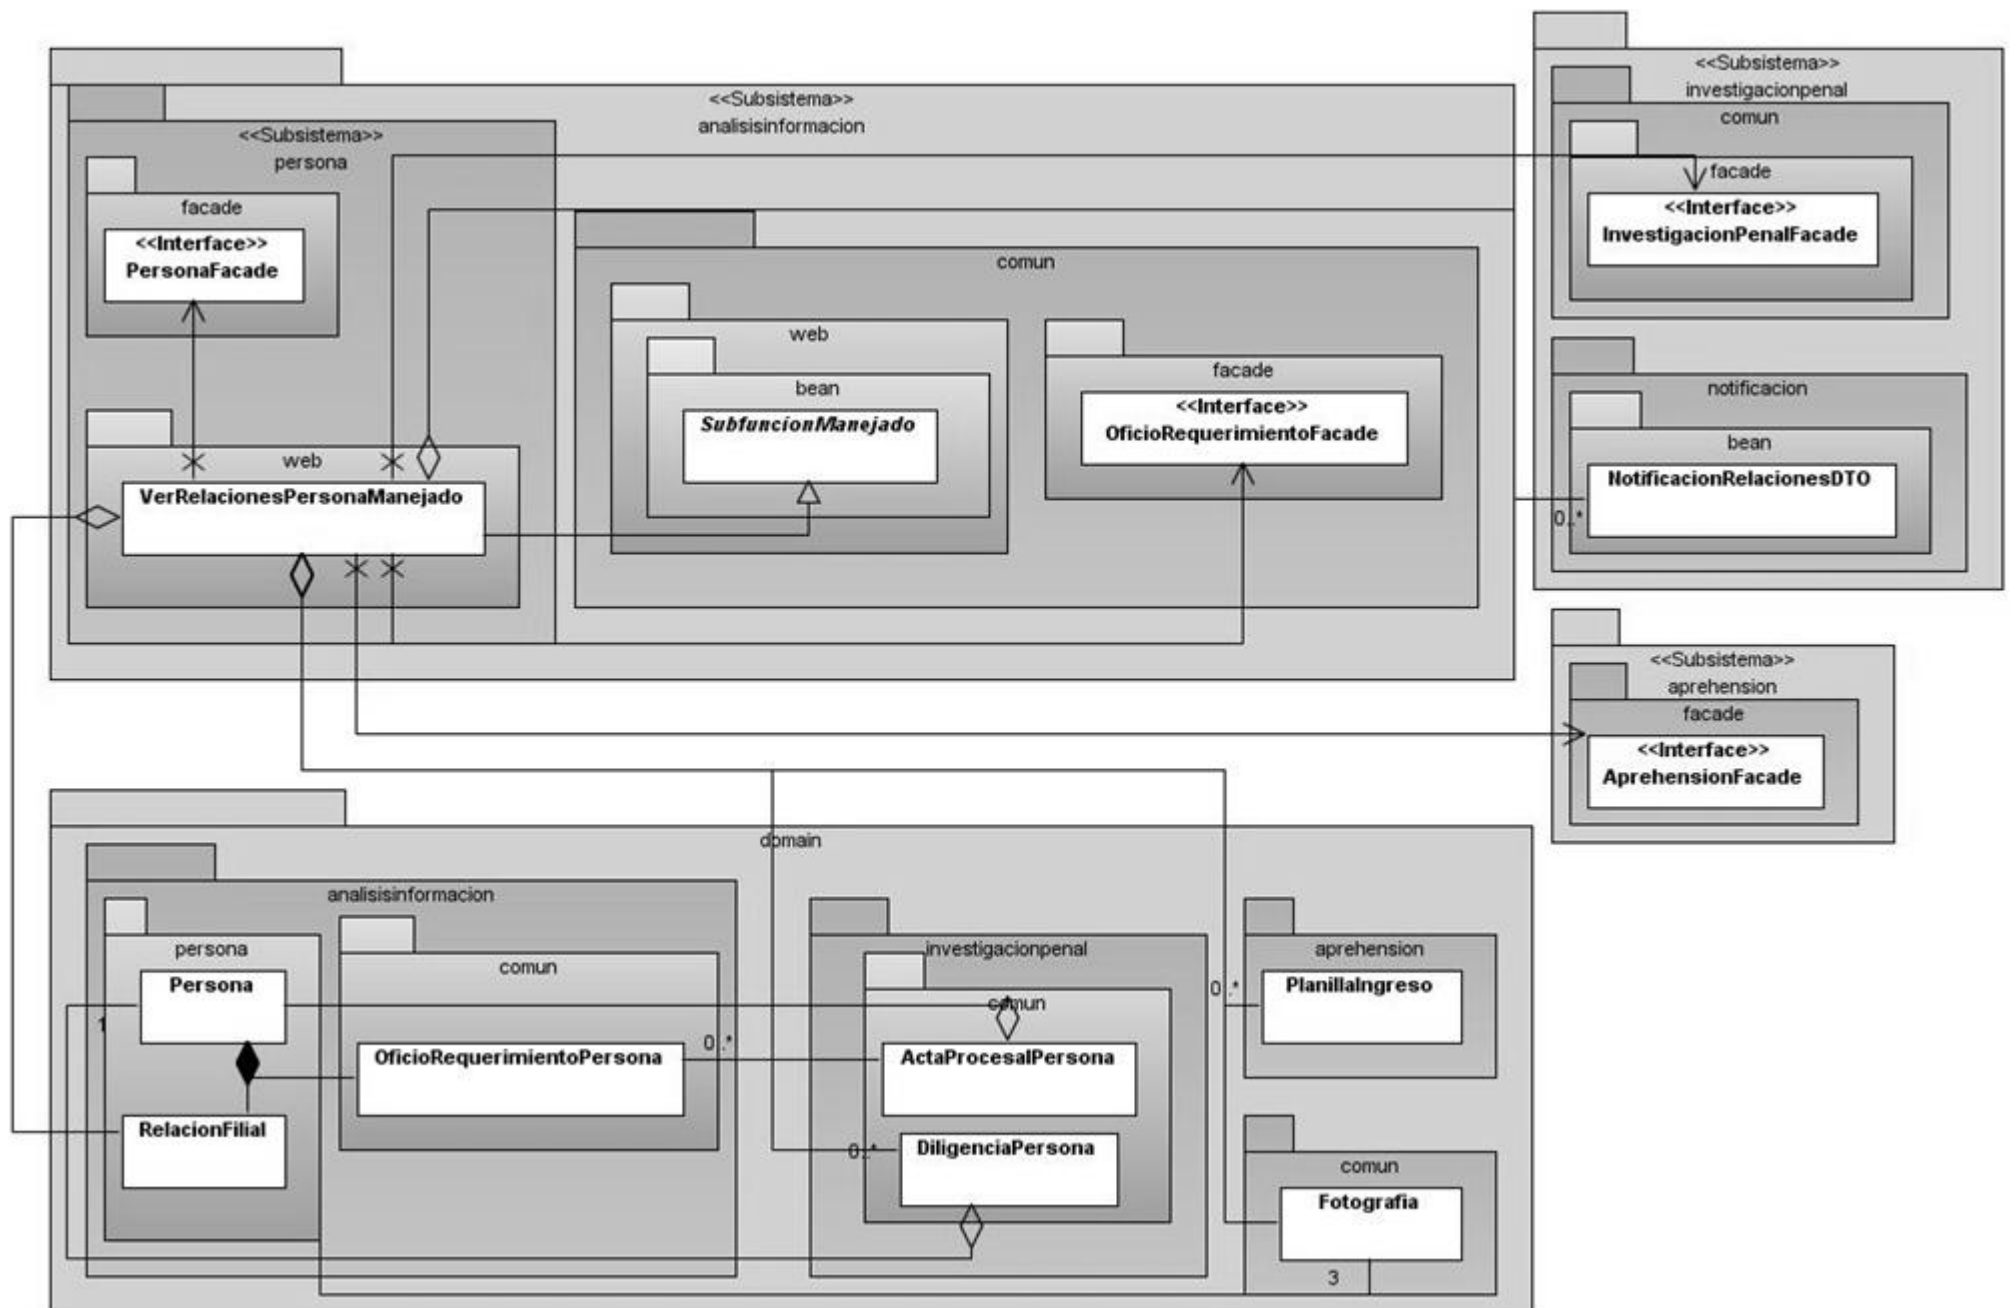 <<Subsistema>>
analisisinformacion
<<Subsistema>>
persona
facade
<<Interface>>
PersonaFacade
web
VerRelacionesPersonaManejado
comun
web
bean
SubfuncionManejado
facade
<<Interface>>
OficioRequerimientoFacade
<<Subsistema>>
investigacionpenal
comun
facade
<<Interface>>
InvestigacionPenalFacade
notificacion
bean
NotificacionRelacionesDTO
0..*
<<Subsistema>>
aprehension
facade
<<Interface>>
AprehensionFacade
domain
analisisinformacion
persona
Persona
1
RelacionFilial
comun
OficioRequerimientoPersona
0..*
investigacionpenal
comun
ActaProcesalPersona
0..*
DiligenciaPersona
aprehension
0..*
PlanillaIngreso
comun
Fotografia
3